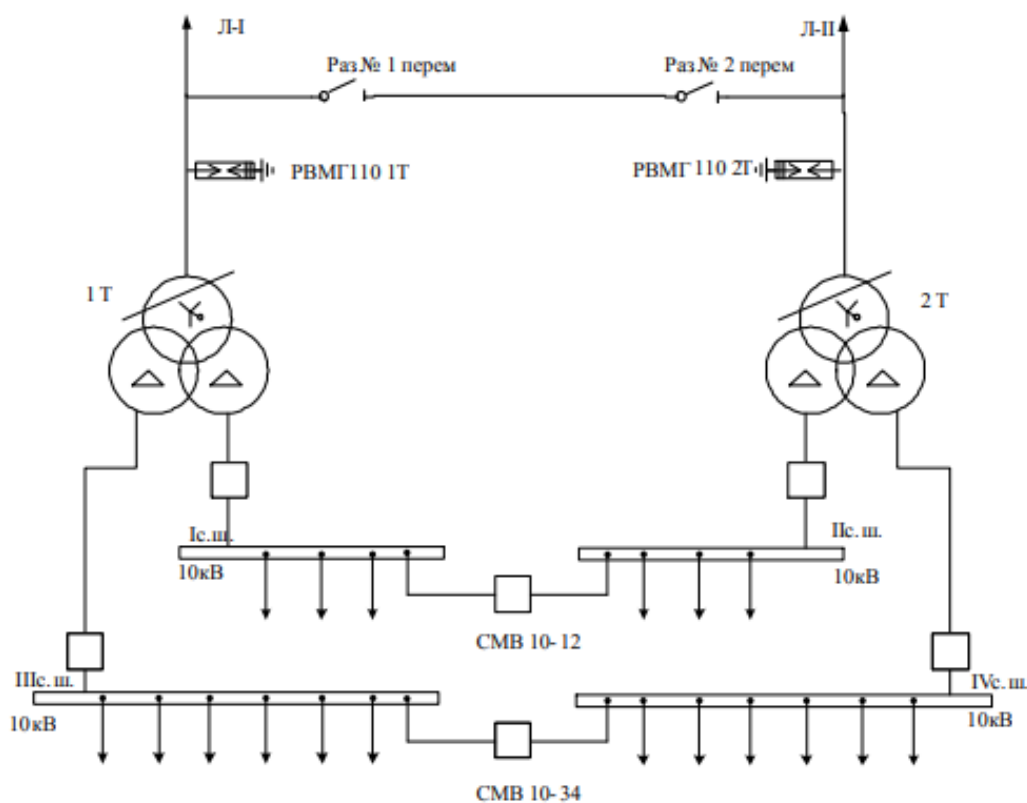 Л-I
Л-II
Раз.№ 1 перем
Раз.№ 2 перем
РВМГ110 1Т
РВМГ 110 2Т
1 Т
2 Т
Iс.ш.
10кВ
IIс.ш.
10кВ
СМВ 10-12
IIIс.ш.
10кВ
IVс.ш.
10кВ
СМВ 10-34